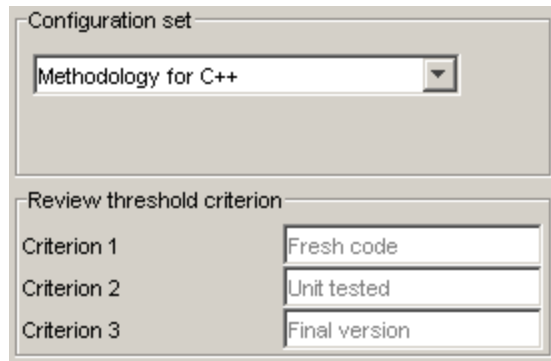 Configuration set
Methodology for C++
Review threshold criterion
Criterion 1 Fresh code
Criterion 2 Unit tested
Criterion 3 Final version